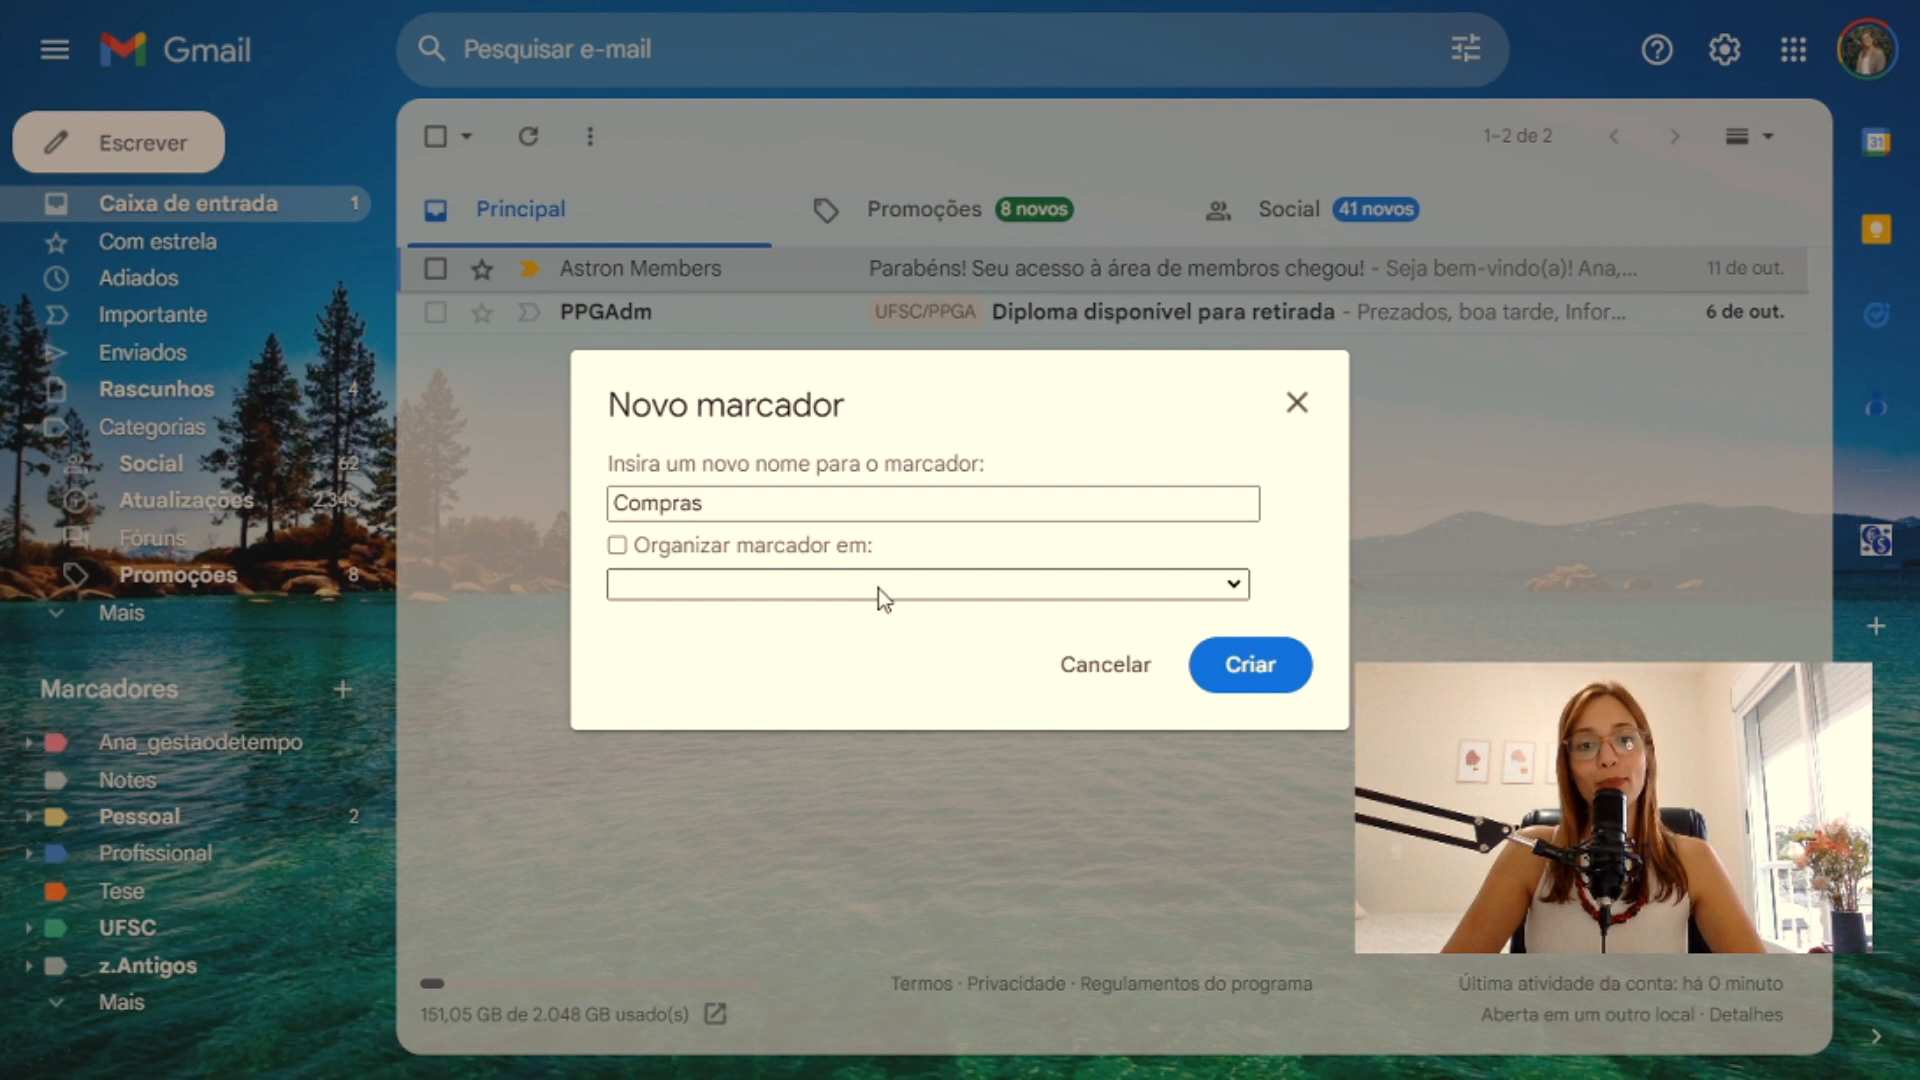 Gmail
Pesquisar e-mail
Escrever
Caixa de entrada 1
Com estrela
Adiados
Importante
Enviados
Rascunhos 4
Categorias
Social 62
Atualizações 2.345
Fóruns
Promoções 8
Mais
Marcadores
Ana_gestaodetempo
Notes
Pessoal 2
Profissional
Tese
UFSC
z.Antigos
Mais
1–2 de 2
Principal
Promoções 8 novos
Social 41 novos
Astron Members Parabéns! Seu acesso à área de membros chegou! - Seja bem-vindo(a)! Ana,... 11 de out.
PPGAdm UFSC/PPGA Diploma disponível para retirada - Prezados, boa tarde, Infor... 6 de out.
Novo marcador
Insira um novo nome para o marcador:
Compras
Organizar marcador em:
Cancelar Criar
151,05 GB de 2.048 GB usado(s)
Termos · Privacidade · Regulamentos do programa
Última atividade da conta: há 0 minuto
Aberta em um outro local · Detalhes
31